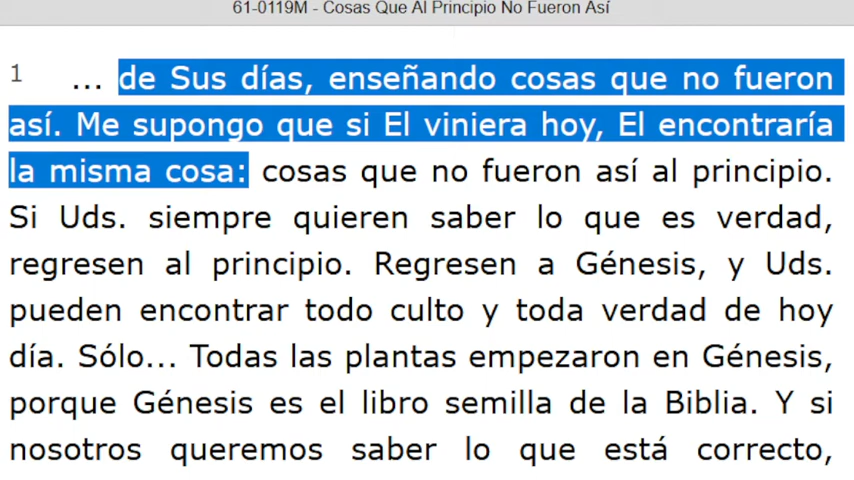 61-0119M - Cosas Que Al Principio No Fueron Así
1 ... de Sus días, enseñando cosas que no fueron
así. Me supongo que si El viniera hoy, El encontraría
la misma cosa: cosas que no fueron así al principio.
Si Uds. siempre quieren saber lo que es verdad,
regresen al principio. Regresen a Génesis, y Uds.
pueden encontrar todo culto y toda verdad de hoy
día. Sólo... Todas las plantas empezaron en Génesis,
porque Génesis es el libro semilla de la Biblia. Y si
nosotros queremos saber lo que está correcto,